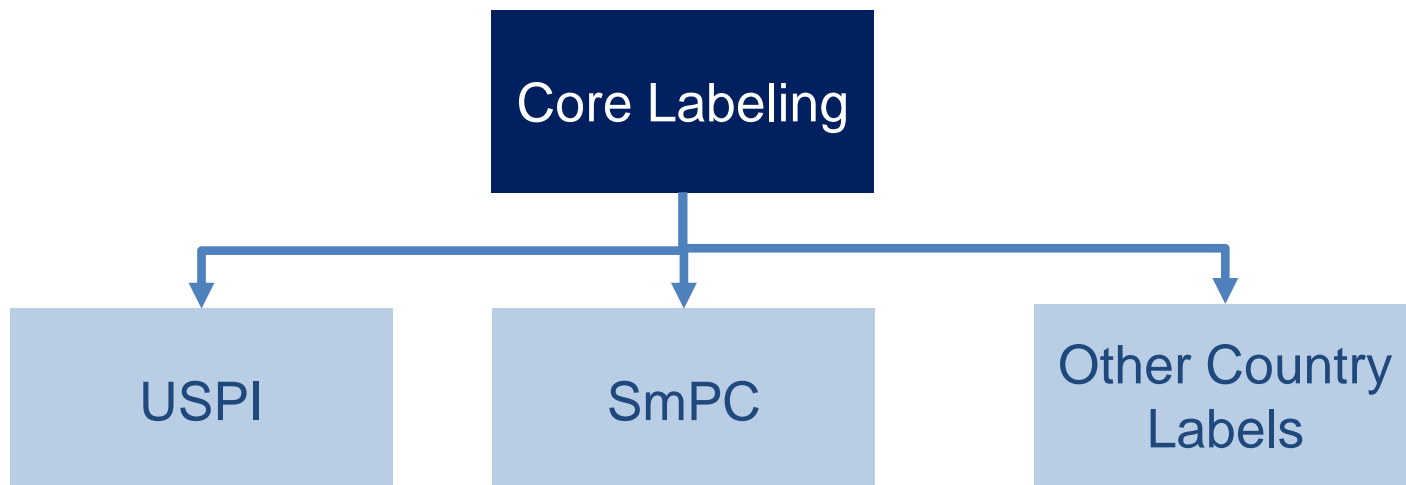 Core Labeling
USPI
SmPC
Other Country
Labels